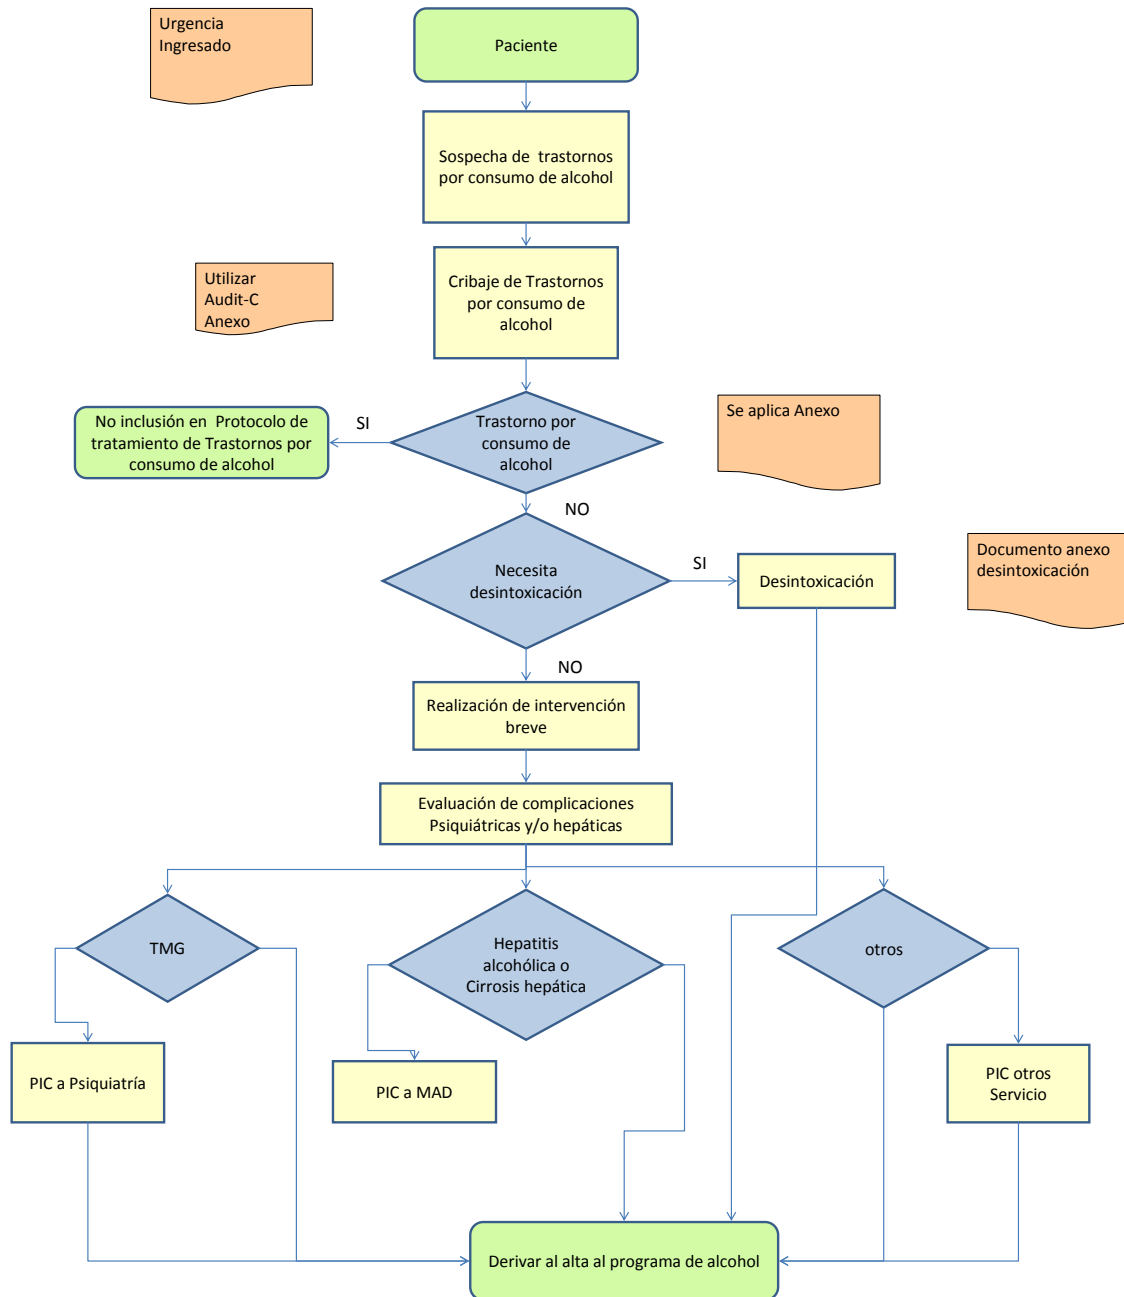 Urgencia
Ingresado
Paciente
Sospecha de trastornos
por consumo de alcohol
Cribaje de Trastornos
por consumo de
alcohol
Utilizar
Audit-C
Anexo
No inclusión en Protocolo de
tratamiento de Trastornos por
consumo de alcohol
SI
Trastorno por
consumo de
alcohol
Se aplica Anexo
NO
Necesita
desintoxicación
SI
Desintoxicación
Documento anexo
desintoxicación
NO
Realización de intervención
breve
Evaluación de complicaciones
Psiquiátricas y/o hepáticas
TMG
Hepatitis
alcohólica o
Cirrosis hepática
otros
PIC a Psiquiatría
PIC a MAD
PIC otros
Servicio
Derivar al alta al programa de alcohol